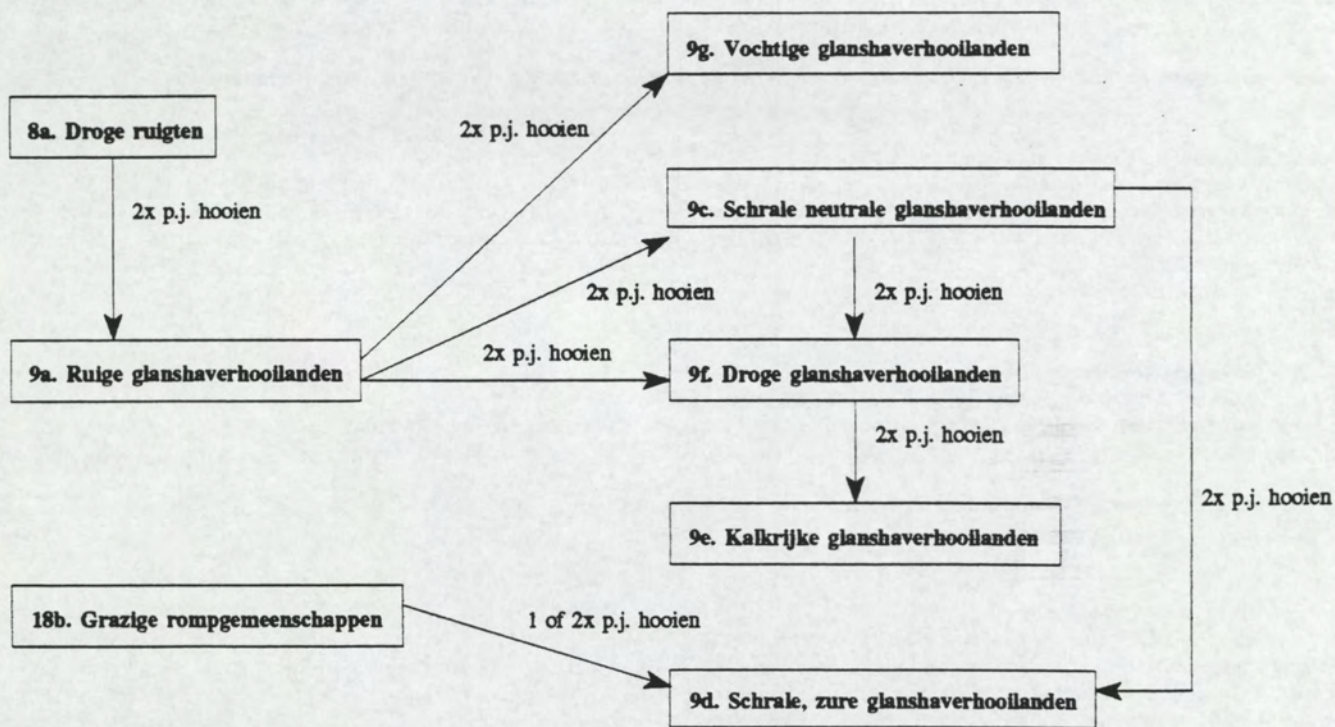 9g. Vochtige glanshaverhooilanden
8a. Droge ruigten
2x p.j. hooien
9c. Schrale neutrale glanshaverhooilanden
2x p.j. hooien
2x p.j. hooien
2x p.j. hooien
2x p.j. hooien
9a. Ruige glanshaverhooilanden
9f. Droge glanshaverhooilanden
2x p.j. hooien
2x p.j. hooien
9e. Kalkrijke glanshaverhooilanden
18b. Grazige rompgemeenschappen
1 of 2x p.j. hooien
9d. Schrale, zure glanshaverhooilanden